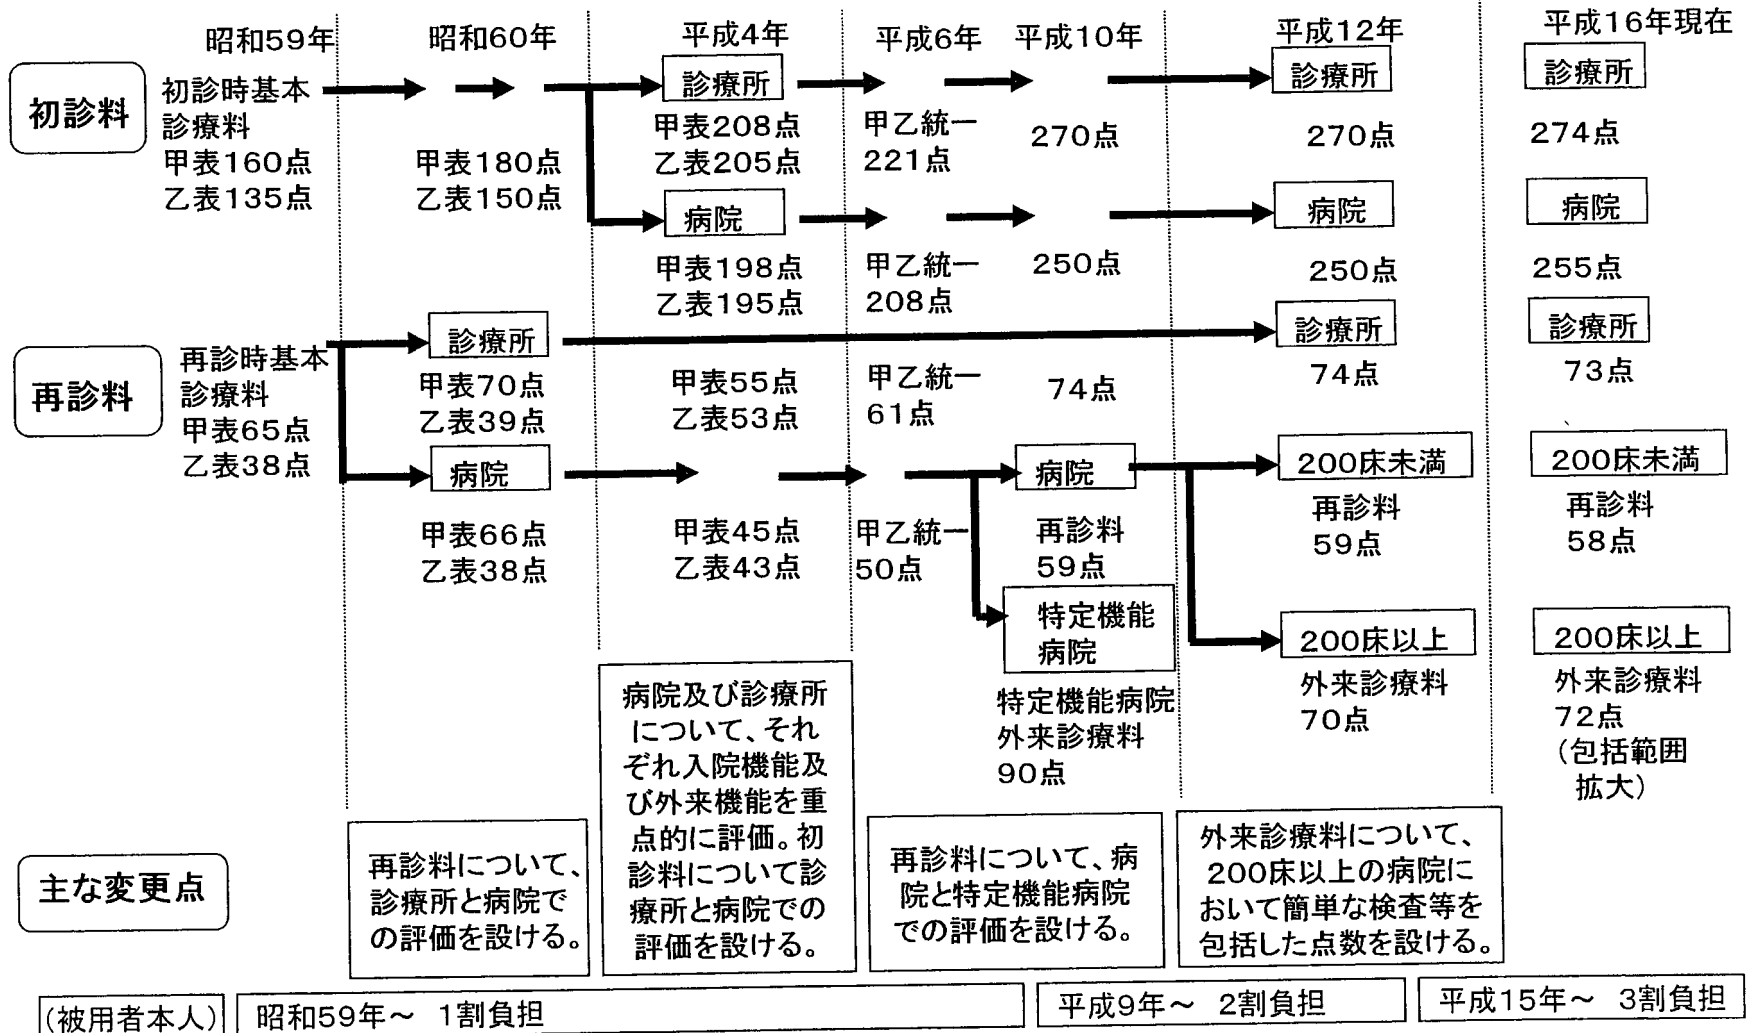 昭和59年
昭和60年
平成4年
平成6年
平成10年
平成12年
平成16年現在
初診料
初診時基本
診療料
甲表160点
乙表135点
甲表180点
乙表150点
診療所
甲表208点
乙表205点
甲乙統一
221点
270点
診療所
270点
診療所
274点
病院
甲表198点
乙表195点
甲乙統一
208点
250点
病院
250点
病院
255点
再診料
再診時基本
診療料
甲表65点
乙表38点
診療所
甲表70点
乙表39点
甲表55点
乙表53点
甲乙統一
61点
74点
診療所
74点
診療所
73点
病院
甲表66点
乙表38点
甲表45点
乙表43点
甲乙統一
50点
病院
再診料
59点
特定機能
病院
特定機能病院
外来診療料
90点
200床未満
再診料
59点
200床以上
外来診療料
70点
200床未満
再診料
58点
200床以上
外来診療料
72点
(包括範囲
拡大)
主な変更点
再診料について、
診療所と病院で
の評価を設ける。
病院及び診療所
について、それ
ぞれ入院機能及
び外来機能を重
点的に評価。初
診料について診
療所と病院での
評価を設ける。
再診料について、病
院と特定機能病院
での評価を設ける。
外来診療料について、
200床以上の病院に
おいて簡単な検査等を
包括した点数を設ける。
(被用者本人)
昭和59年~ 1割負担
平成9年~ 2割負担
平成15年~ 3割負担